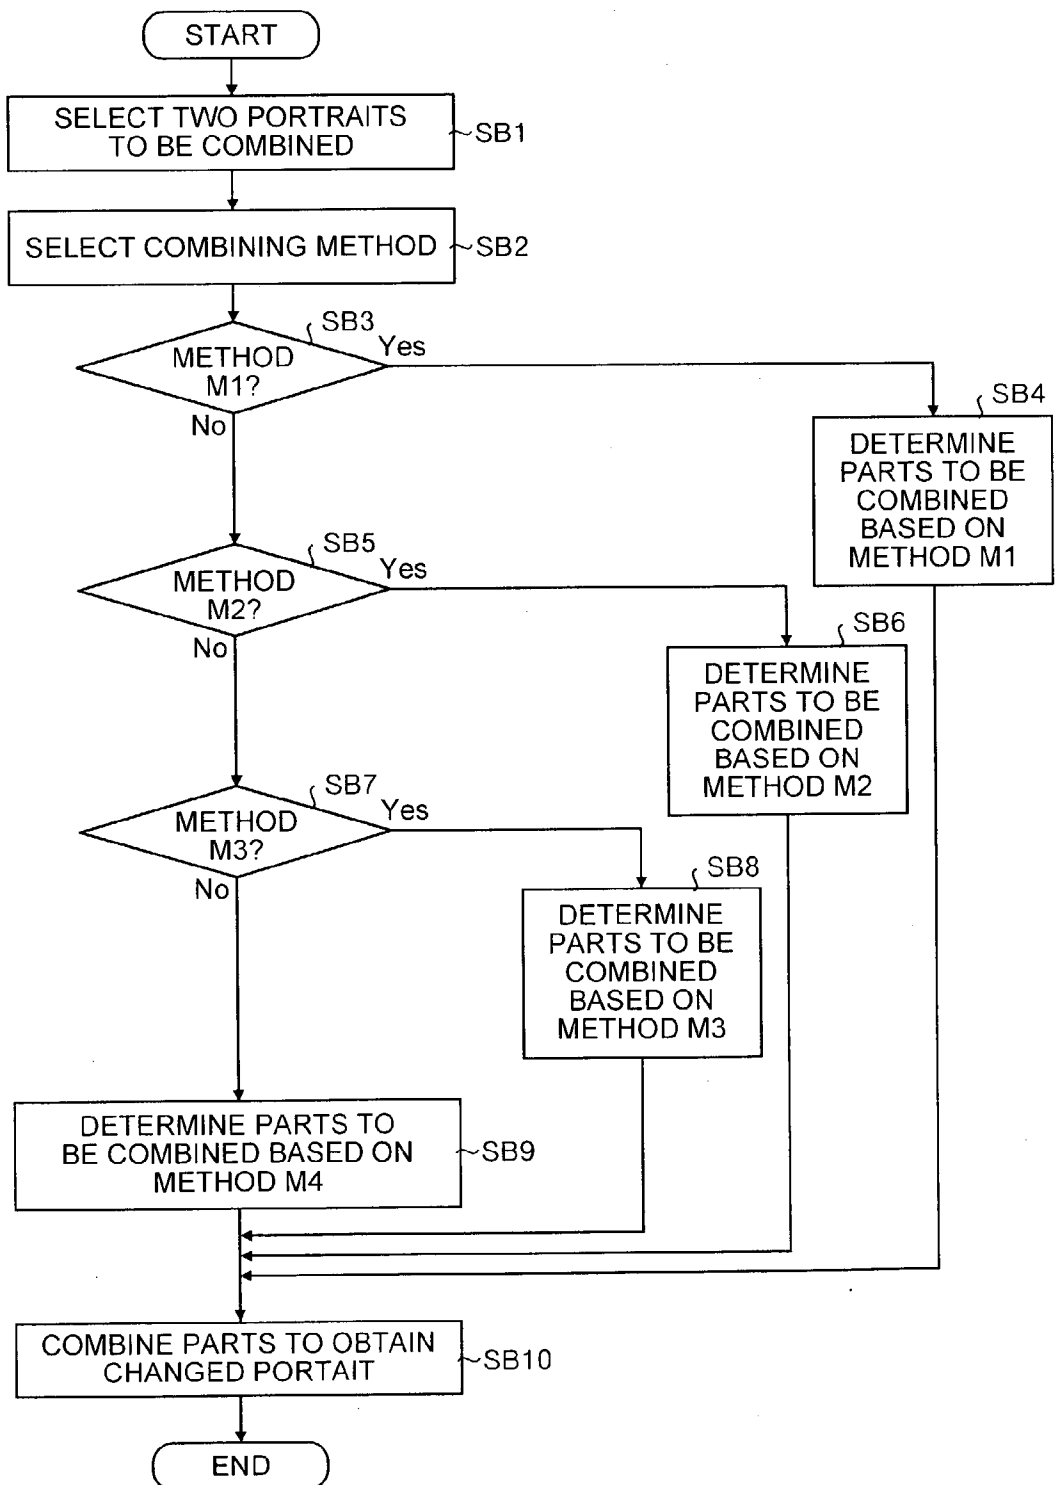 START
SELECT TWO PORTRAITS
TO BE COMBINED
SB1
SELECT COMBINING METHOD
SB2
SB3
METHOD
M1?
Yes
No
SB4
DETERMINE
PARTS TO BE
COMBINED
BASED ON
METHOD M1
SB5
METHOD
M2?
Yes
No
SB6
DETERMINE
PARTS TO BE
COMBINED
BASED ON
METHOD M2
SB7
METHOD
M3?
Yes
No
SB8
DETERMINE
PARTS TO BE
COMBINED
BASED ON
METHOD M3
DETERMINE PARTS TO
BE COMBINED BASED ON
METHOD M4
SB9
COMBINE PARTS TO OBTAIN
CHANGED PORTAIT
SB10
END